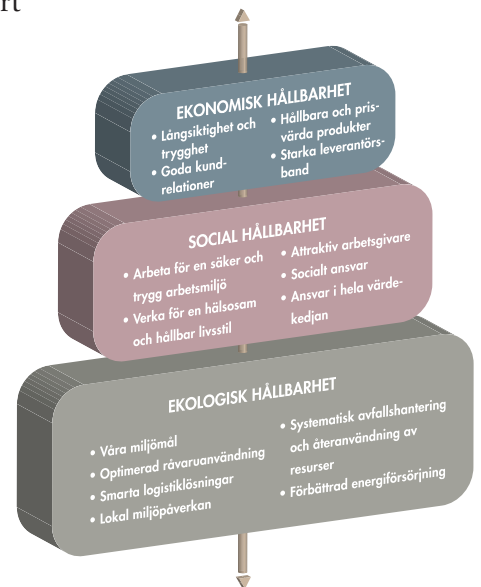 rt
EKONOMISK HÅLLBARHET
• Långsiktighet och
trygghet
• Goda kund-
relationer
• Hållbara och pris-
värda produkter
• Starka leverantörs-
band
SOCIAL HÅLLBARHET
• Arbeta för en säker och
trygg arbetsmiljö
• Verka för en hälsosam
och hållbar livsstil
• Attraktiv arbetsgivare
• Socialt ansvar
• Ansvar i hela värde-
kedjan
EKOLOGISK HÅLLBARHET
• Våra miljömål
• Optimerad råvaruanvändning
• Smarta logistiklösningar
• Lokal miljöpåverkan
• Systematisk avfallshantering
och återanvändning av
resurser
• Förbättrad energiförsörjning